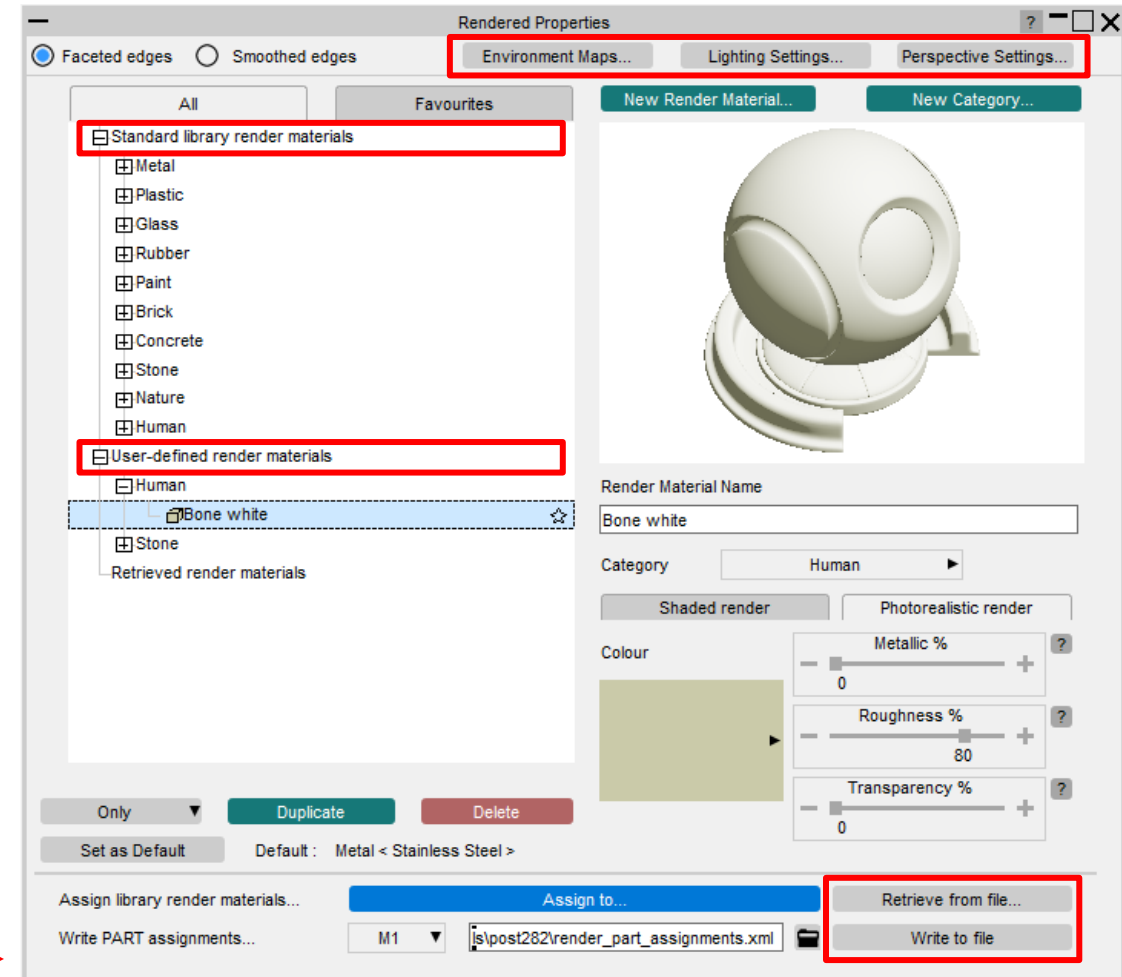 Rendered Properties ?
Faceted edges Smoothed edges Environment Maps... Lighting Settings... Perspective Settings...
All Favourites New Render Material... New Category...
Standard library render materials
Metal
Plastic
Glass
Rubber
Paint
Brick
Concrete
Stone
Nature
Human
User-defined render materials
Human
Bone white
Stone
Retrieved render materials
Render Material Name
Bone white
Category Human
Shaded render Photorealistic render
Colour
Metallic % ?
0
Roughness % ?
80
Transparency % ?
0
Only Duplicate Delete
Set as Default Default : Metal < Stainless Steel >
Assign library render materials... Assign to... Retrieve from file...
Write PART assignments... M1 ls\post282\render_part_assignments.xml Write to file